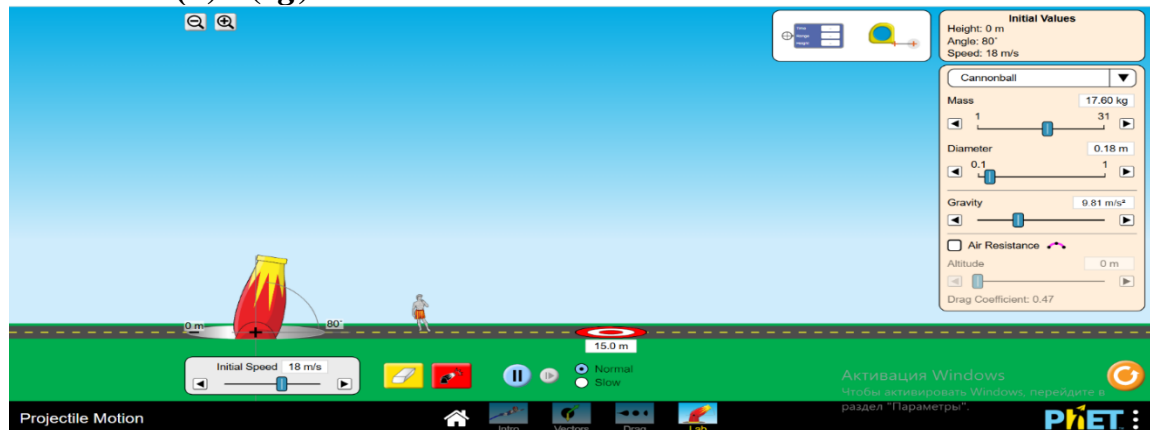 Initial Values
Height: 0 m
Angle: 80˚
Speed: 18 m/s
Cannonball
Mass 17.60 kg
1 31
Diameter 0.18 m
0.1 1
Gravity 9.81 m/s²
Air Resistance
Altitude 0 m
Drag Coefficient: 0.47
0 m 80˚
15.0 m
Initial Speed 18 m/s
Normal
Slow
Активация Windows
Чтобы активировать Windows, перейдите в
раздел "Параметры".
Projectile Motion
Intro Vectors Drag Lab
PhET